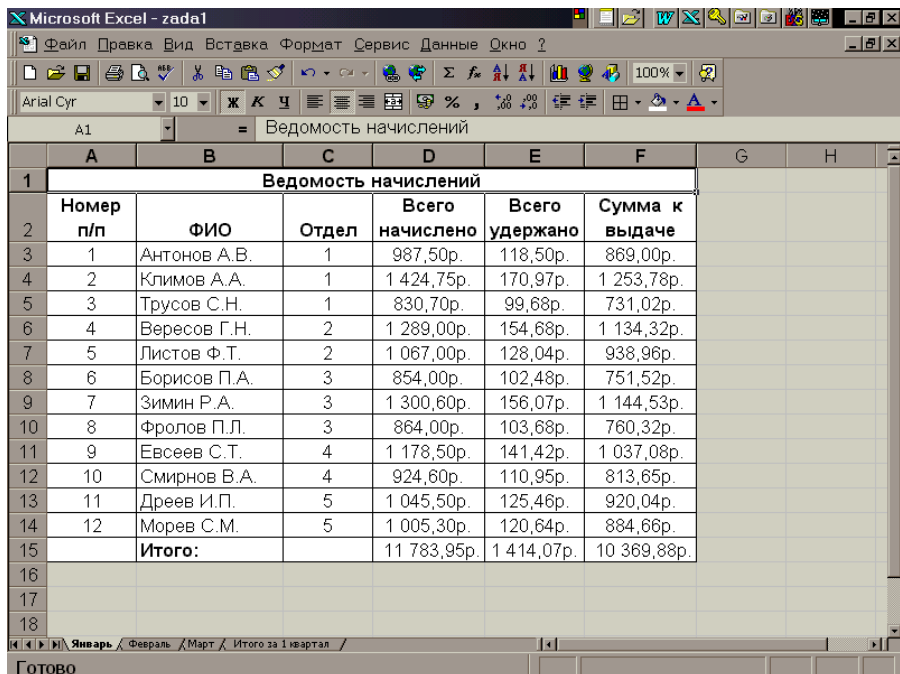 Microsoft Excel - zada1
Файл Правка Вид Вставка Формат Сервис Данные Окно ?
100%
Arial Cyr 10 Ж К Ч %
A1 = Ведомость начислений
A B C D E F G H
1 Ведомость начислений
2 Номер п/п ФИО Отдел Всего начислено Всего удержано Сумма к выдаче
3 1 Антонов А.В. 1 987,50р. 118,50р. 869,00р.
4 2 Климов А.А. 1 1 424,75р. 170,97р. 1 253,78р.
5 3 Трусов С.Н. 1 830,70р. 99,68р. 731,02р.
6 4 Вересов Г.Н. 2 1 289,00р. 154,68р. 1 134,32р.
7 5 Листов Ф.Т. 2 1 067,00р. 128,04р. 938,96р.
8 6 Борисов П.А. 3 854,00р. 102,48р. 751,52р.
9 7 Зимин Р.А. 3 1 300,60р. 156,07р. 1 144,53р.
10 8 Фролов П.Л. 3 864,00р. 103,68р. 760,32р.
11 9 Евсеев С.Т. 4 1 178,50р. 141,42р. 1 037,08р.
12 10 Смирнов В.А. 4 924,60р. 110,95р. 813,65р.
13 11 Дреев И.П. 5 1 045,50р. 125,46р. 920,04р.
14 12 Морев С.М. 5 1 005,30р. 120,64р. 884,66р.
15 Итого: 11 783,95р. 1 414,07р. 10 369,88р.
16
17
18
Январь Февраль Март Итого за 1 квартал
Готово